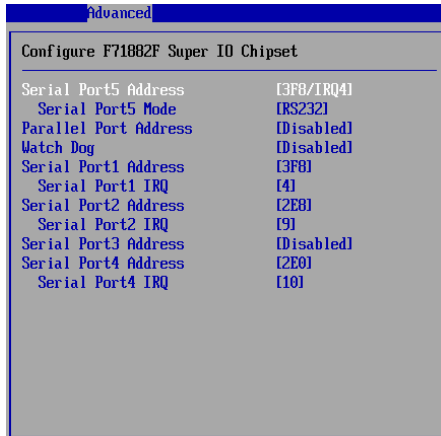 Advanced
Configure F71882F Super IO Chipset
Serial Port5 Address [3F8/IRQ4]
Serial Port5 Mode [RS232]
Parallel Port Address [Disabled]
Watch Dog [Disabled]
Serial Port1 Address [3F8]
Serial Port1 IRQ [4]
Serial Port2 Address [2E8]
Serial Port2 IRQ [9]
Serial Port3 Address [Disabled]
Serial Port4 Address [2E0]
Serial Port4 IRQ [10]